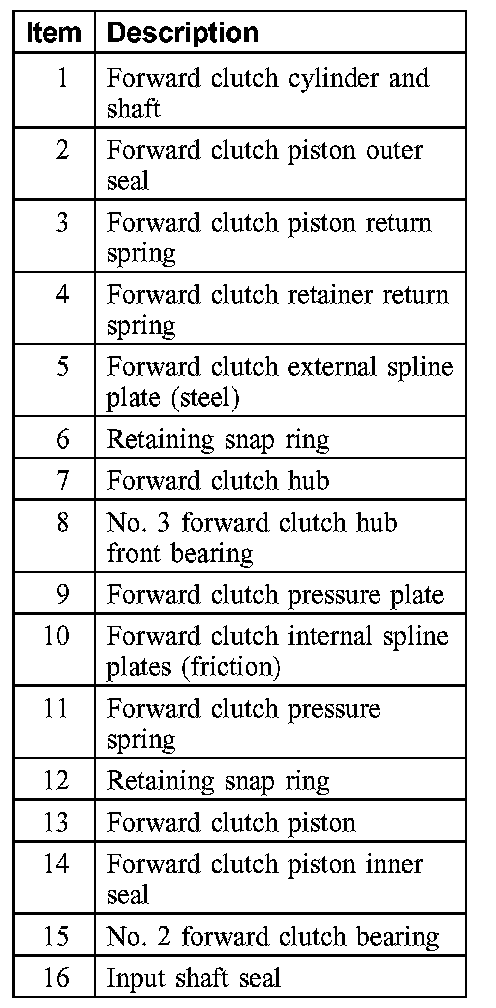 Item Description
1 Forward clutch cylinder and
shaft
2 Forward clutch piston outer
seal
3 Forward clutch piston return
spring
4 Forward clutch retainer return
spring
5 Forward clutch external spline
plate (steel)
6 Retaining snap ring
7 Forward clutch hub
8 No. 3 forward clutch hub
front bearing
9 Forward clutch pressure plate
10 Forward clutch internal spline
plates (friction)
11 Forward clutch pressure
spring
12 Retaining snap ring
13 Forward clutch piston
14 Forward clutch piston inner
seal
15 No. 2 forward clutch bearing
16 Input shaft seal